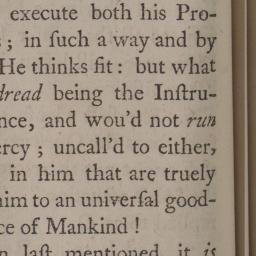 execute both his Pro-
; in ſuch a way and by
He thinks fit: but what
dread being the Inſtru-
nce, and wou'd not run
ercy; uncall'd to either,
in him that are truely
him to an univerſal good-
ce of Mankind!
n laſt mentioned, it is